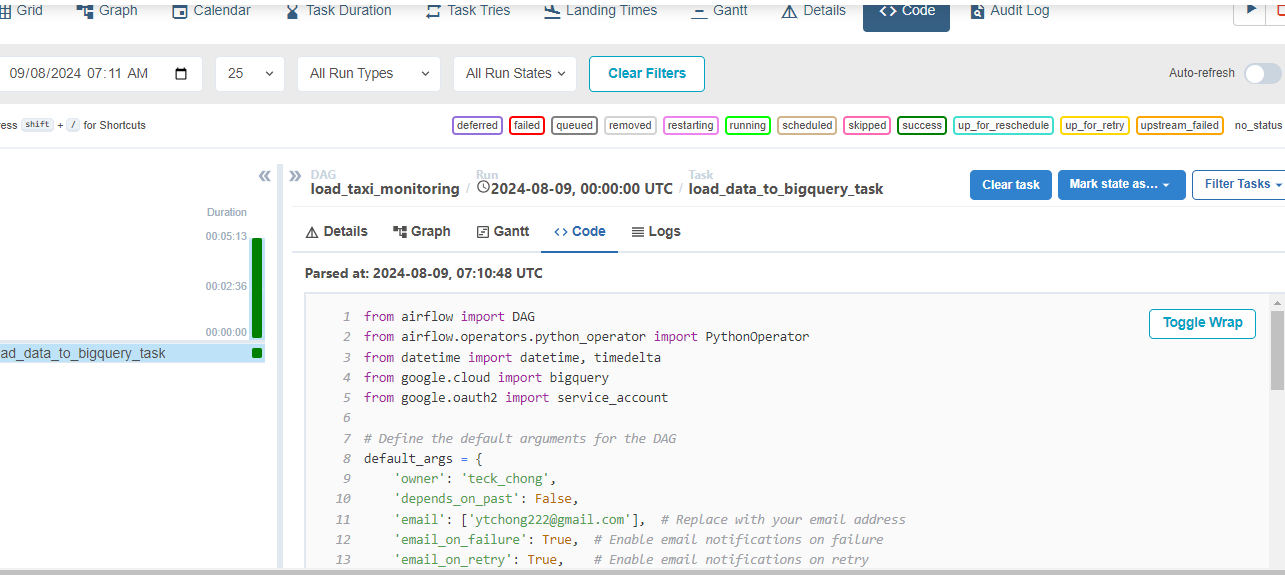 Grid Graph Calendar Task Duration Task Tries Landing Times Gantt Details <> Code Audit Log
09/08/2024 07:11 AM 25 All Run Types All Run States Clear Filters Auto-refresh
ress shift + / for Shortcuts deferred failed queued removed restarting running scheduled skipped success up_for_reschedule up_for_retry upstream_failed no_status
DAG Run Task
load_taxi_monitoring / 2024-08-09, 00:00:00 UTC / load_data_to_bigquery_task Clear task Mark state as... Filter Tasks
Duration
00:05:13
00:02:36
00:00:00
ad_data_to_bigquery_task
Details Graph Gantt <> Code Logs
Parsed at: 2024-08-09, 07:10:48 UTC
Toggle Wrap
1 from airflow import DAG
2 from airflow.operators.python_operator import PythonOperator
3 from datetime import datetime, timedelta
4 from google.cloud import bigquery
5 from google.oauth2 import service_account
6
7 # Define the default arguments for the DAG
8 default_args = {
9 'owner': 'teck_chong',
10 'depends_on_past': False,
11 'email': ['ytchong222@gmail.com'], # Replace with your email address
12 'email_on_failure': True, # Enable email notifications on failure
13 'email_on_retry': True, # Enable email notifications on retry